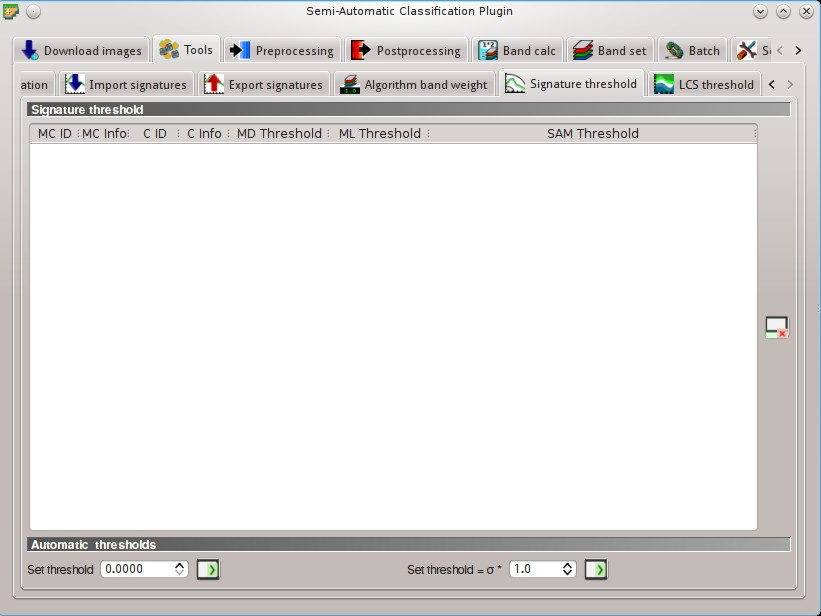 Semi-Automatic Classification Plugin
Download images Tools Preprocessing Postprocessing Band calc Band set Batch
ation Import signatures Export signatures Algorithm band weight Signature threshold LCS threshold
Signature threshold
MC ID MC Info C ID C Info MD Threshold ML Threshold SAM Threshold
Automatic thresholds
Set threshold 0.0000 Set threshold = σ * 1.0